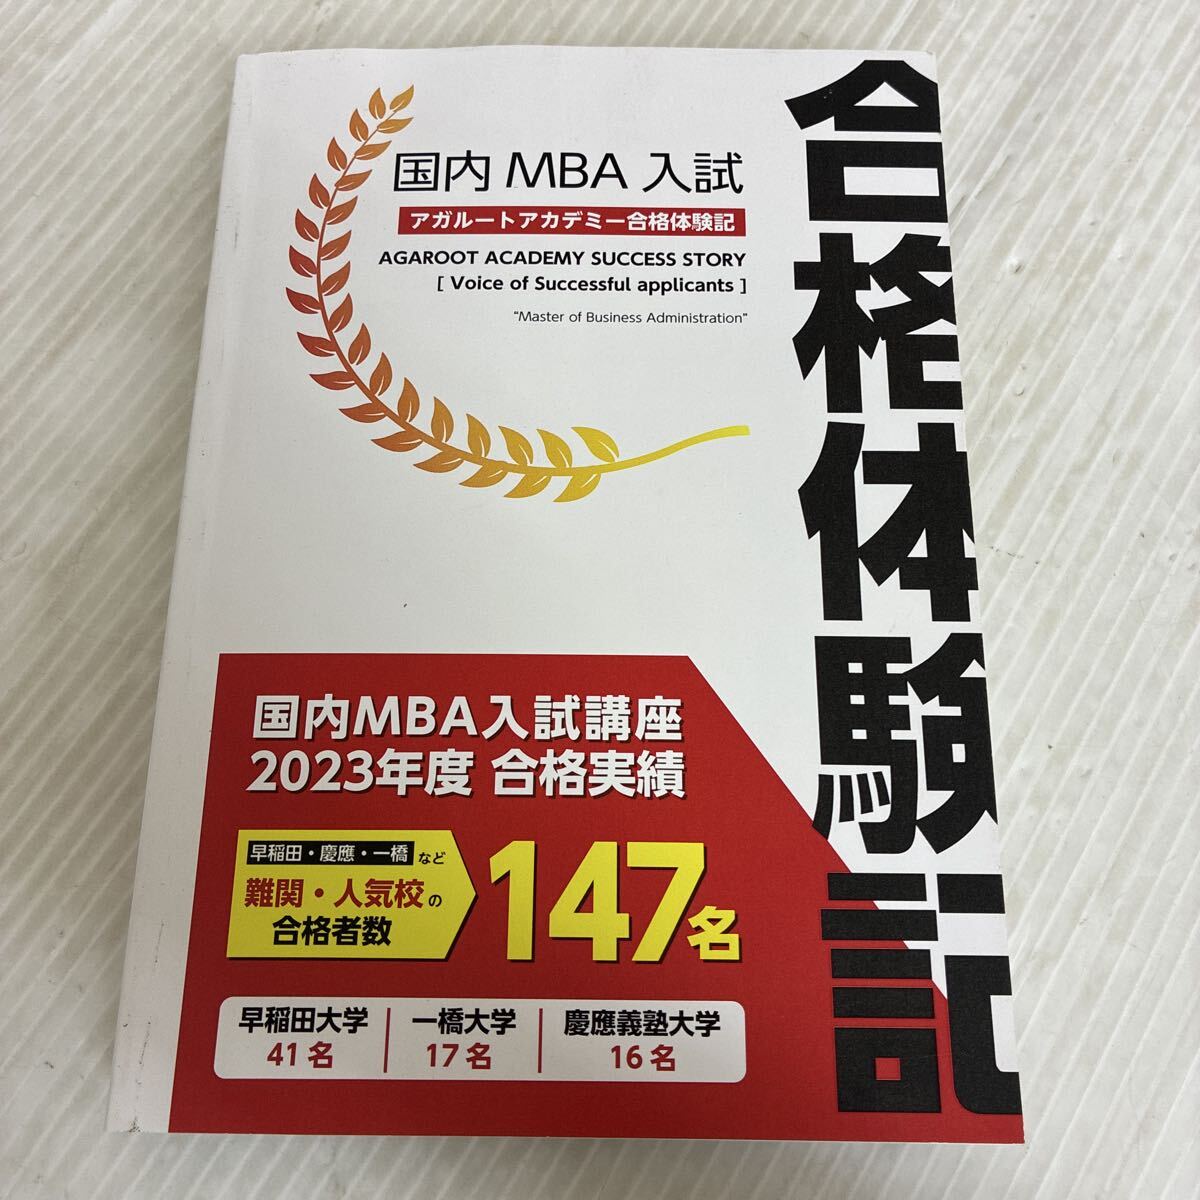 合格体験記
国内 MBA 入試
アガルートアカデミー合格体験記
AGAROOT ACADEMY SUCCESS STORY
[ Voice of Successful applicants ]
"Master of Business Administration"
国内MBA入試講座
2023年度 合格実績
早稲田・慶應・一橋 など
難関・人気校の
合格者数
147名
早稲田大学
41名
一橋大学
17名
慶應義塾大学
16名